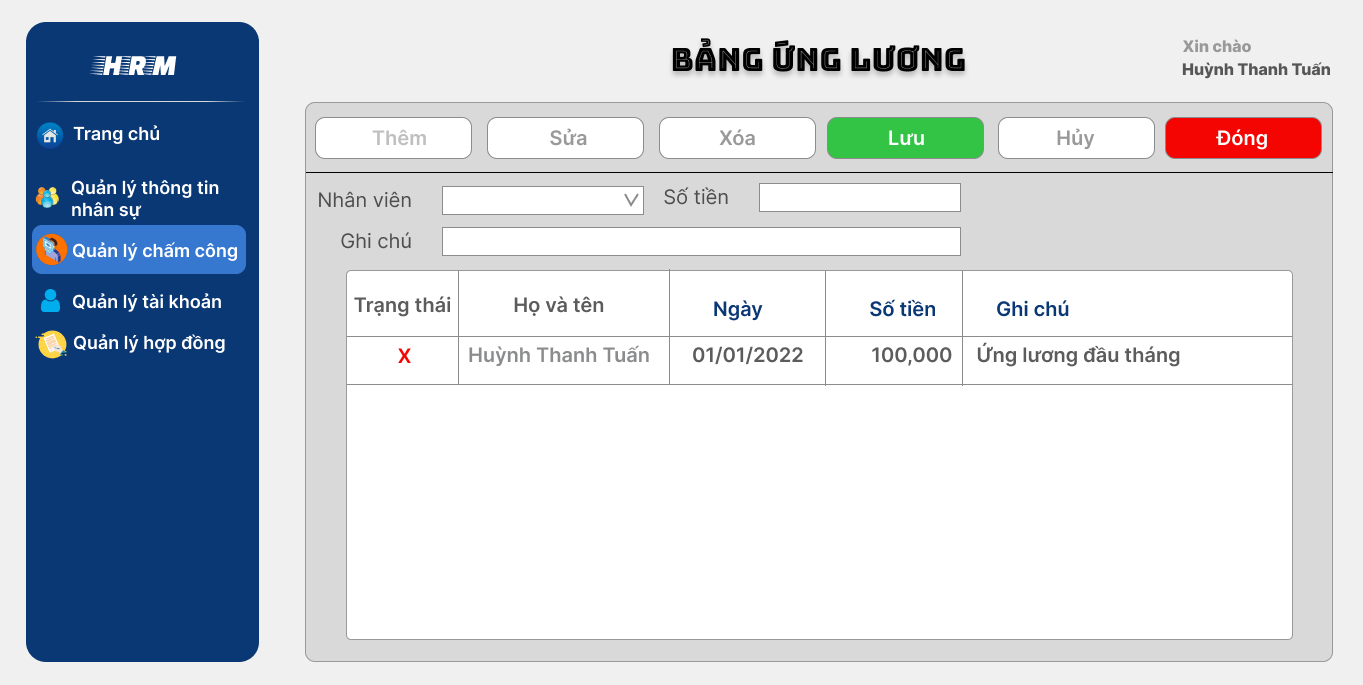 HRM
Trang chủ
Quản lý thông tin
nhân sự
Quản lý chấm công
Quản lý tài khoản
Quản lý hợp đồng
BẢNG ỨNG LƯƠNG
Xin chào
Huỳnh Thanh Tuấn
Thêm Sửa Xóa Lưu Hủy Đóng
Nhân viên Số tiền
Ghi chú
Trạng thái Họ và tên Ngày Số tiền Ghi chú
X Huỳnh Thanh Tuấn 01/01/2022 100,000 Ứng lương đầu tháng